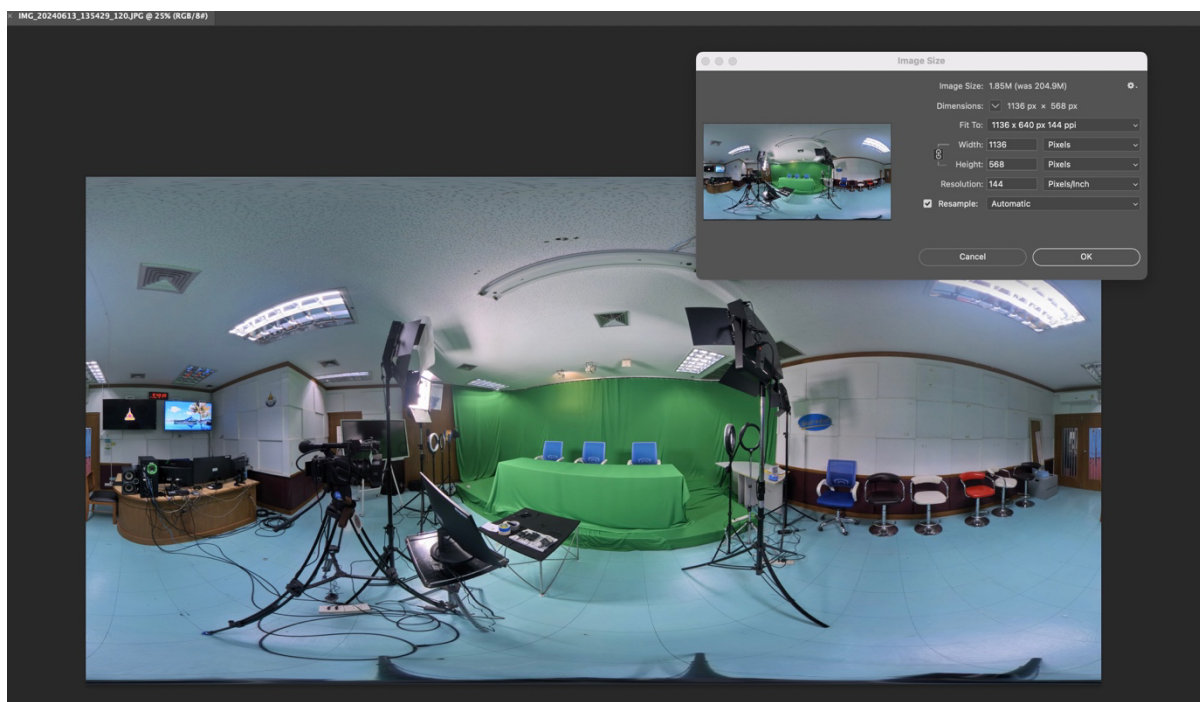 × IMG_20240613_135429_120.JPG @ 25% (RGB/8#)
Image Size
Image Size: 1.85M (was 204.9M)
Dimensions: 1136 px × 568 px
Fit To: 1136 x 640 px 144 ppi
Width: 1136 Pixels
Height: 568 Pixels
Resolution: 144 Pixels/Inch
Resample: Automatic
Cancel OK